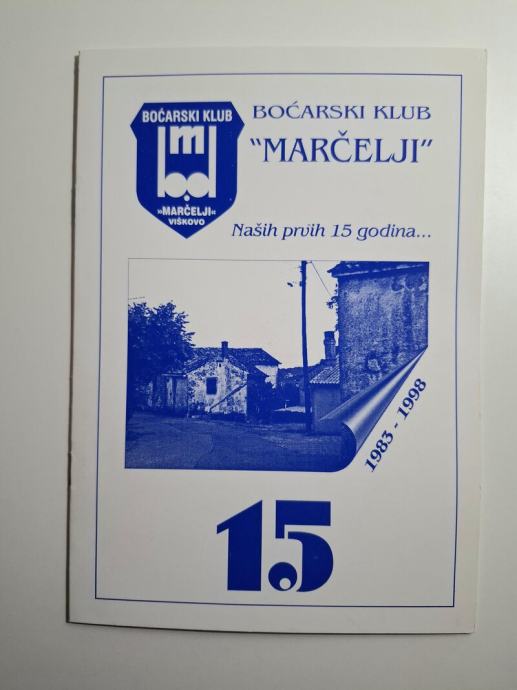 BOĆARSKI KLUB
»MARČELJI«
VIŠKOVO
BOĆARSKI KLUB
"MARČELJI"
Naših prvih 15 godina...
1983 - 1998
15